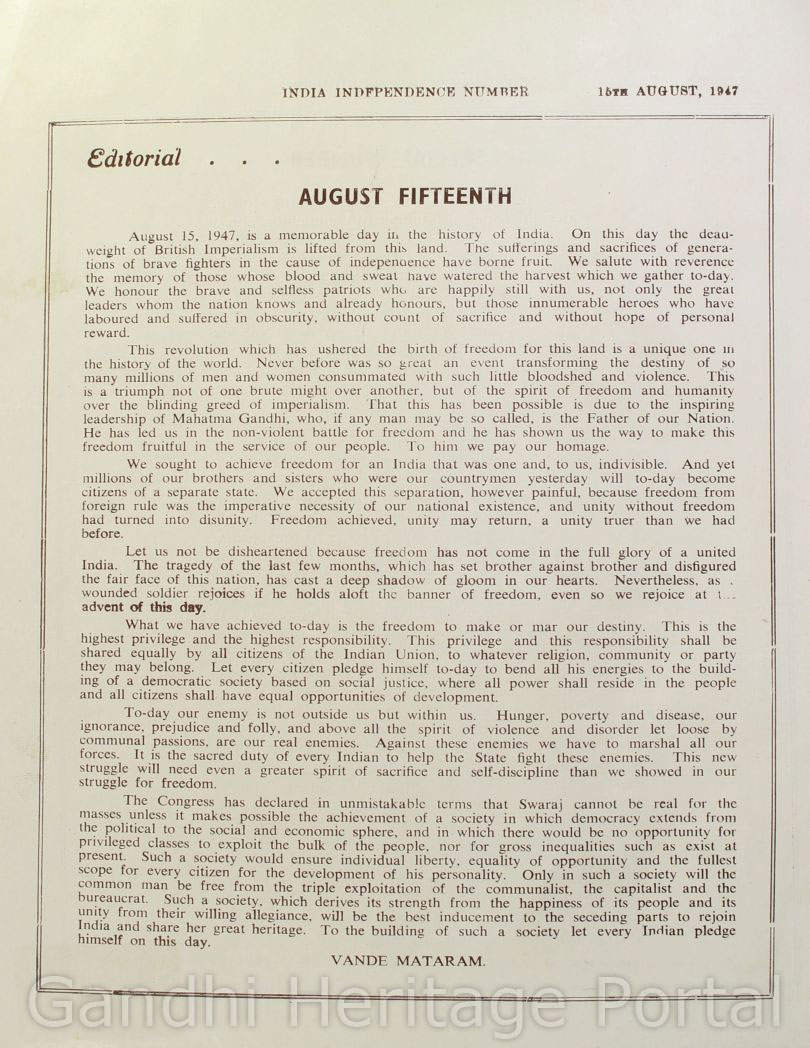 INDIA INDEPENDENCE NUMBER 15TH AUGUST, 1947
Editorial . . .
AUGUST FIFTEENTH
August 15, 1947, is a memorable day in the history of India. On this day the dead-
weight of British Imperialism is lifted from this land. The sufferings and sacrifices of genera-
tions of brave fighters in the cause of independence have borne fruit. We salute with reverence
the memory of those whose blood and sweat have watered the harvest which we gather to-day.
We honour the brave and selfless patriots who are happily still with us, not only the great
leaders whom the nation knows and already honours, but those innumerable heroes who have
laboured and suffered in obscurity, without count of sacrifice and without hope of personal
reward.
This revolution which has ushered the birth of freedom for this land is a unique one in
the history of the world. Never before was so great an event transforming the destiny of so
many millions of men and women consummated with such little bloodshed and violence. This
is a triumph not of one brute might over another, but of the spirit of freedom and humanity
over the blinding greed of imperialism. That this has been possible is due to the inspiring
leadership of Mahatma Gandhi, who, if any man may be so called, is the Father of our Nation.
He has led us in the non-violent battle for freedom and he has shown us the way to make this
freedom fruitful in the service of our people. To him we pay our homage.
We sought to achieve freedom for an India that was one and, to us, indivisible. And yet
millions of our brothers and sisters who were our countrymen yesterday will to-day become
citizens of a separate state. We accepted this separation, however painful, because freedom from
foreign rule was the imperative necessity of our national existence, and unity without freedom
had turned into disunity. Freedom achieved, unity may return, a unity truer than we had
before.
Let us not be disheartened because freedom has not come in the full glory of a united
India. The tragedy of the last few months, which has set brother against brother and disfigured
the fair face of this nation, has cast a deep shadow of gloom in our hearts. Nevertheless, as
wounded soldier rejoices if he holds aloft the banner of freedom, even so we rejoice at
advent of this day.
What we have achieved to-day is the freedom to make or mar our destiny. This is the
highest privilege and the highest responsibility. This privilege and this responsibility shall be
shared equally by all citizens of the Indian Union, to whatever religion, community or party
they may belong. Let every citizen pledge himself to-day to bend all his energies to the build-
ing of a democratic society based on social justice, where all power shall reside in the people
and all citizens shall have equal opportunities of development.
To-day our enemy is not outside us but within us. Hunger, poverty and disease, our
ignorance, prejudice and folly, and above all the spirit of violence and disorder let loose by
communal passions, are our real enemies. Against these enemies we have to marshal all our
forces. It is the sacred duty of every Indian to help the State fight these enemies. This new
struggle will need even a greater spirit of sacrifice and self-discipline than we showed in our
struggle for freedom.
The Congress has declared in unmistakable terms that Swaraj cannot be real for the
masses unless it makes possible the achievement of a society in which democracy extends from
the political to the social and economic sphere, and in which there would be no opportunity for
privileged classes to exploit the bulk of the people, nor for gross inequalities such as exist at
present. Such a society would ensure individual liberty, equality of opportunity and the fullest
scope for every citizen for the development of his personality. Only in such a society will the
common man be free from the triple exploitation of the communalist, the capitalist and the
bureaucrat. Such a society, which derives its strength from the happiness of its people and its
unity from their willing allegiance, will be the best inducement to the seceding parts to rejoin
India and share her great heritage. To the building of such a society let every Indian pledge
himself on this day.
VANDE MATARAM.
Gandhi Heritage Portal